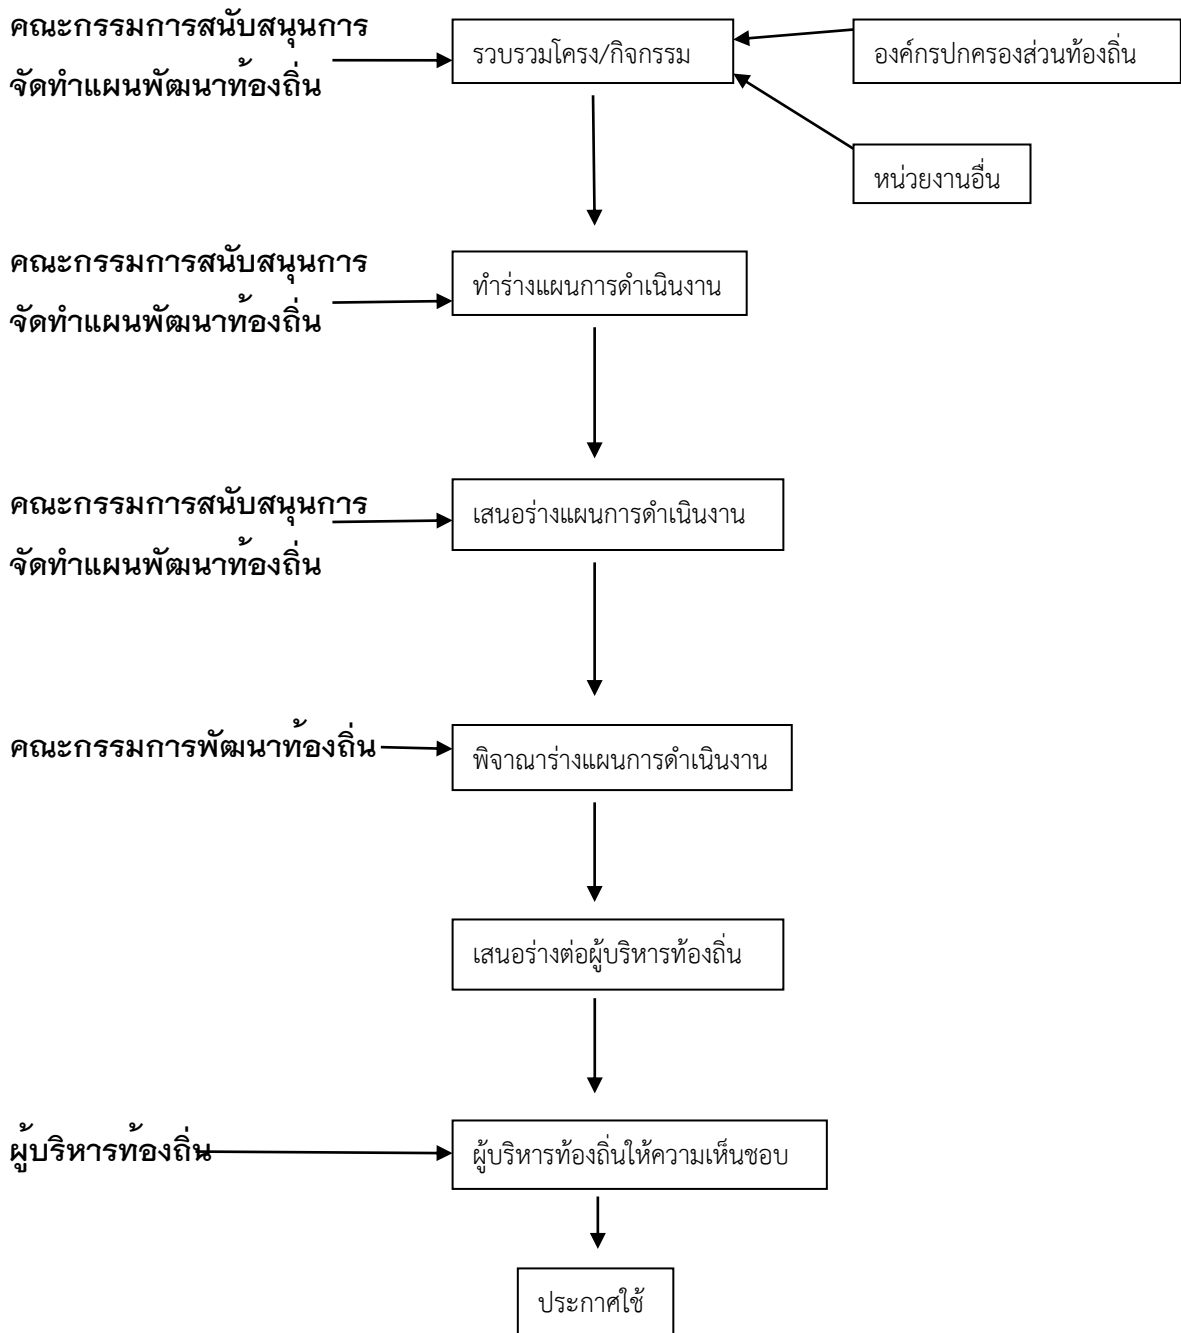 คณะกรรมการสนับสนุนการ
จัดทำแผนพัฒนาท้องถิ่น
รวบรวมโครง/กิจกรรม
องค์กรปกครองส่วนท้องถิ่น
หน่วยงานอื่น
คณะกรรมการสนับสนุนการ
จัดทำแผนพัฒนาท้องถิ่น
ทำร่างแผนการดำเนินงาน
คณะกรรมการสนับสนุนการ
จัดทำแผนพัฒนาท้องถิ่น
เสนอร่างแผนการดำเนินงาน
คณะกรรมการพัฒนาท้องถิ่น
พิจาณาร่างแผนการดำเนินงาน
เสนอร่างต่อผู้บริหารท้องถิ่น
ผู้บริหารท้องถิ่น
ผู้บริหารท้องถิ่นให้ความเห็นชอบ
ประกาศใช้